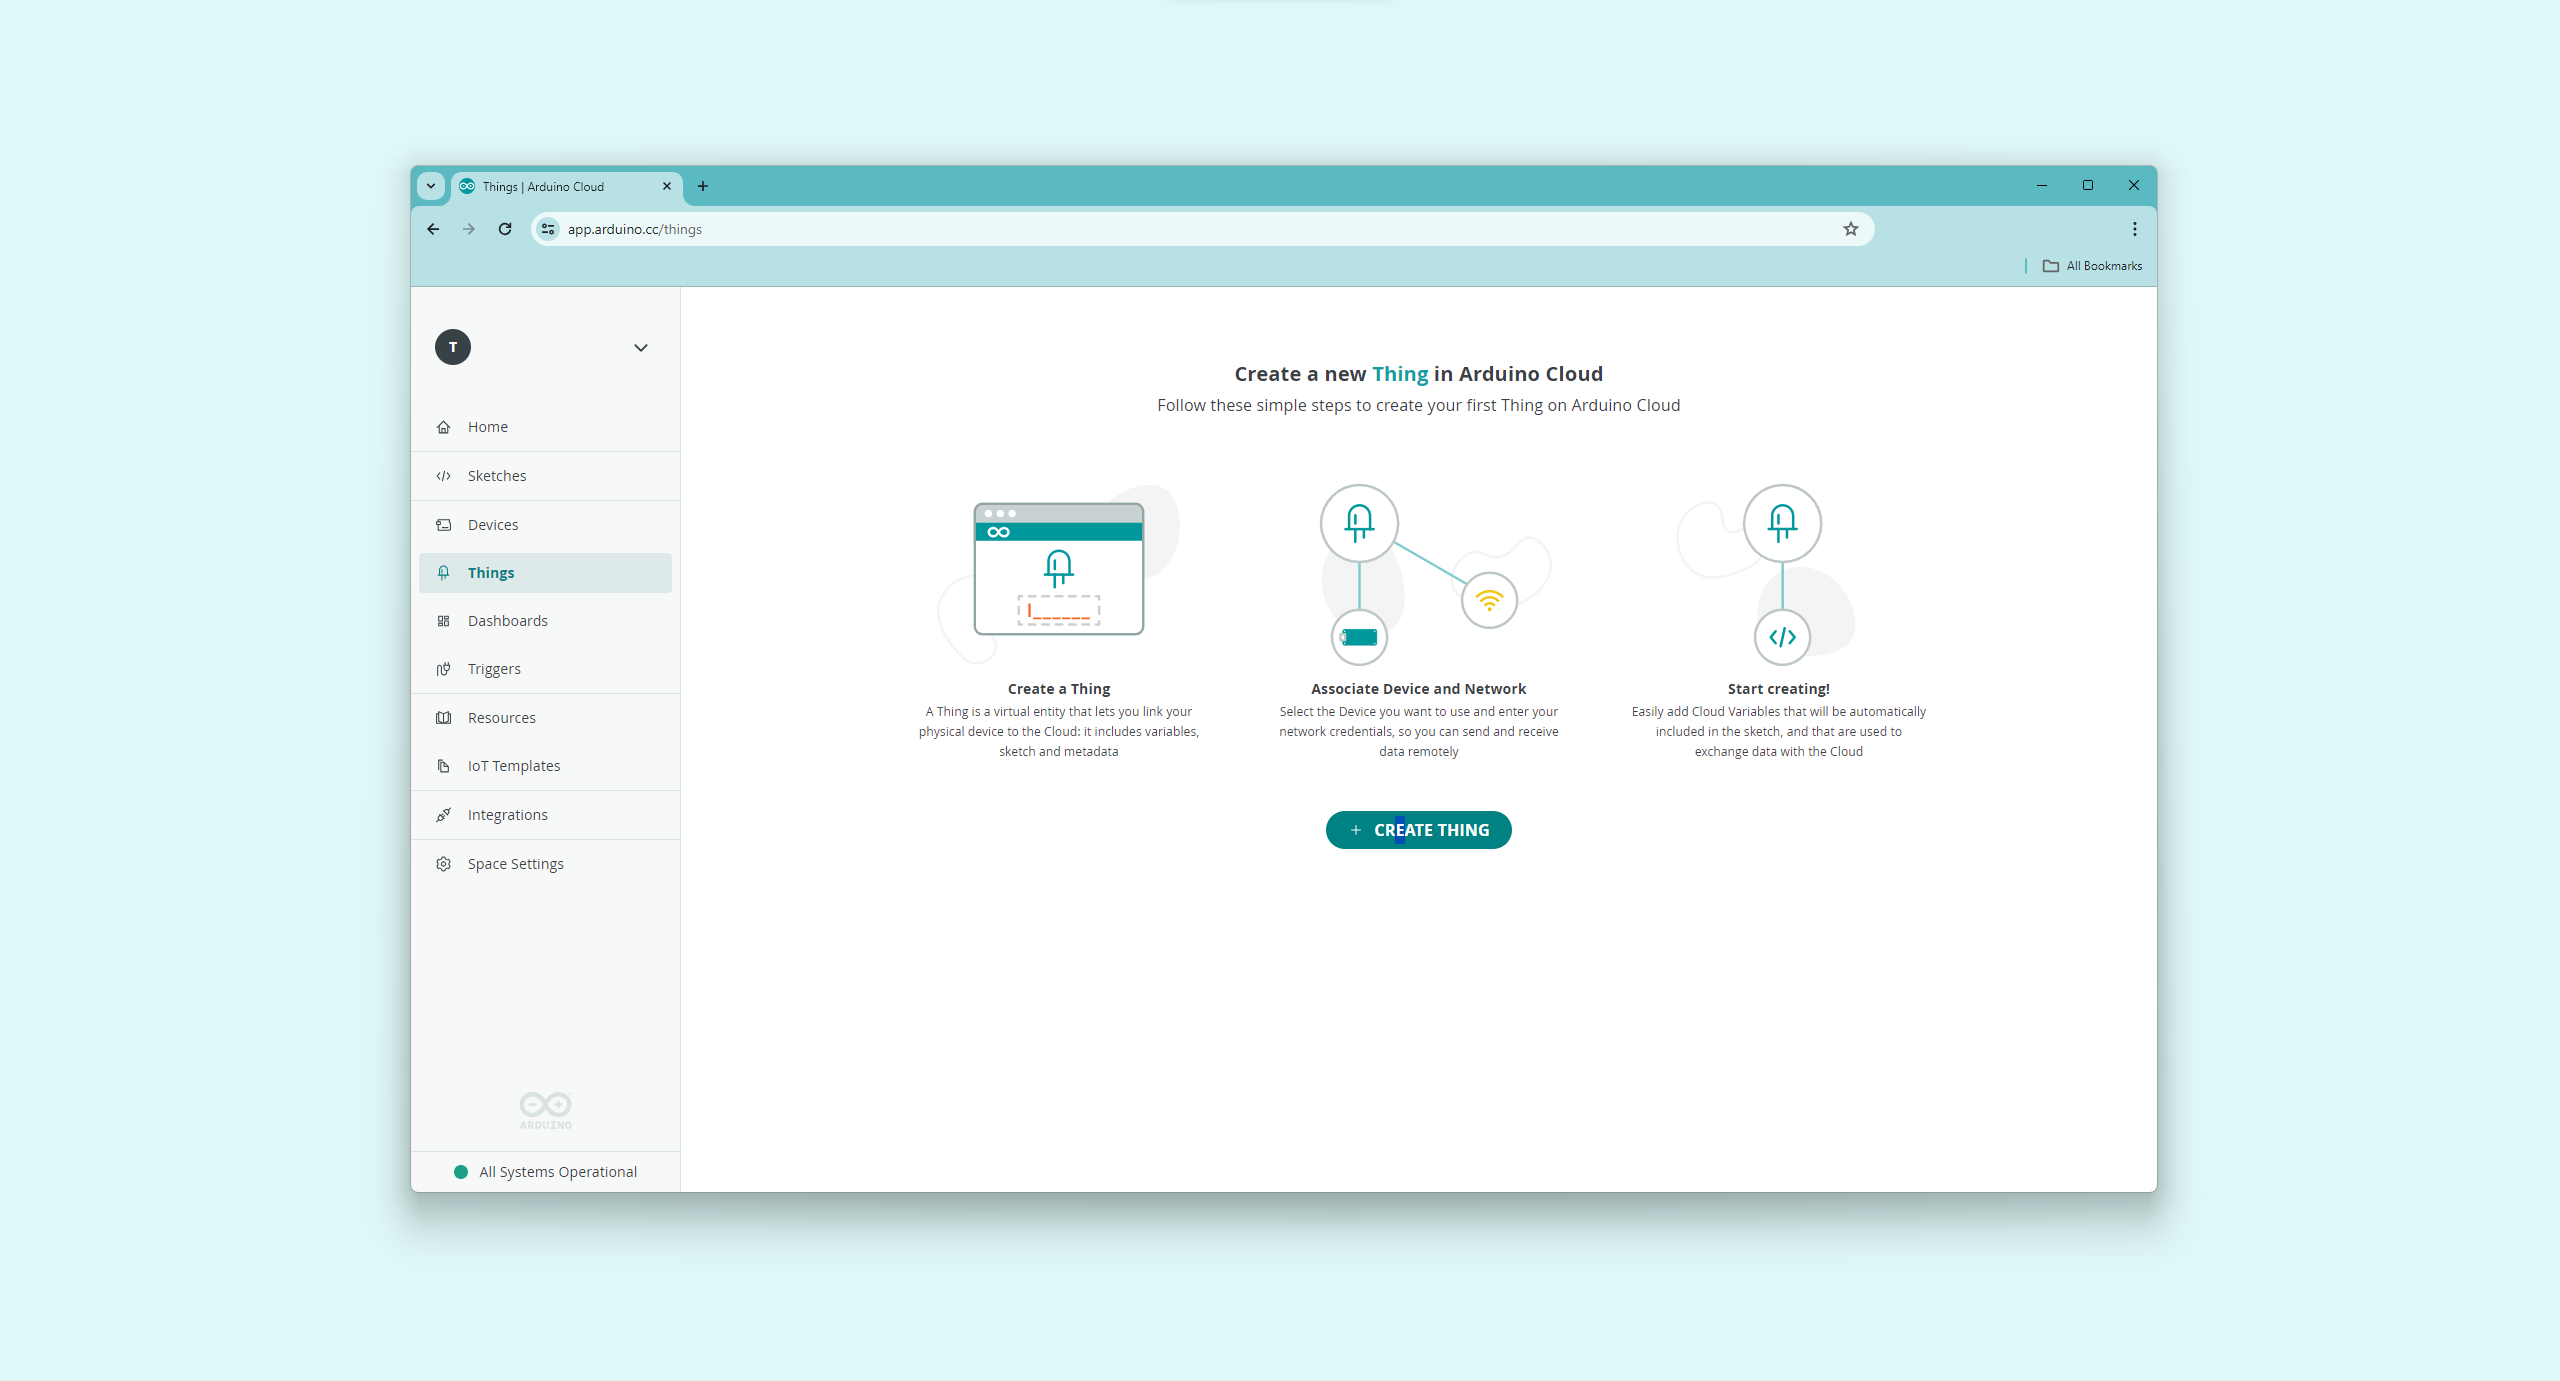 Things | Arduino Cloud
app.arduino.cc/things
All Bookmarks
T
Home
Sketches
Devices
Things
Dashboards
Triggers
Resources
IoT Templates
Integrations
Space Settings
ARDUINO
All Systems Operational
Create a new Thing in Arduino Cloud
Follow these simple steps to create your first Thing on Arduino Cloud
Create a Thing
A Thing is a virtual entity that lets you link your
physical device to the Cloud: it includes variables,
sketch and metadata
Associate Device and Network
Select the Device you want to use and enter your
network credentials, so you can send and receive
data remotely
Start creating!
Easily add Cloud Variables that will be automatically
included in the sketch, and that are used to
exchange data with the Cloud
CREATE THING